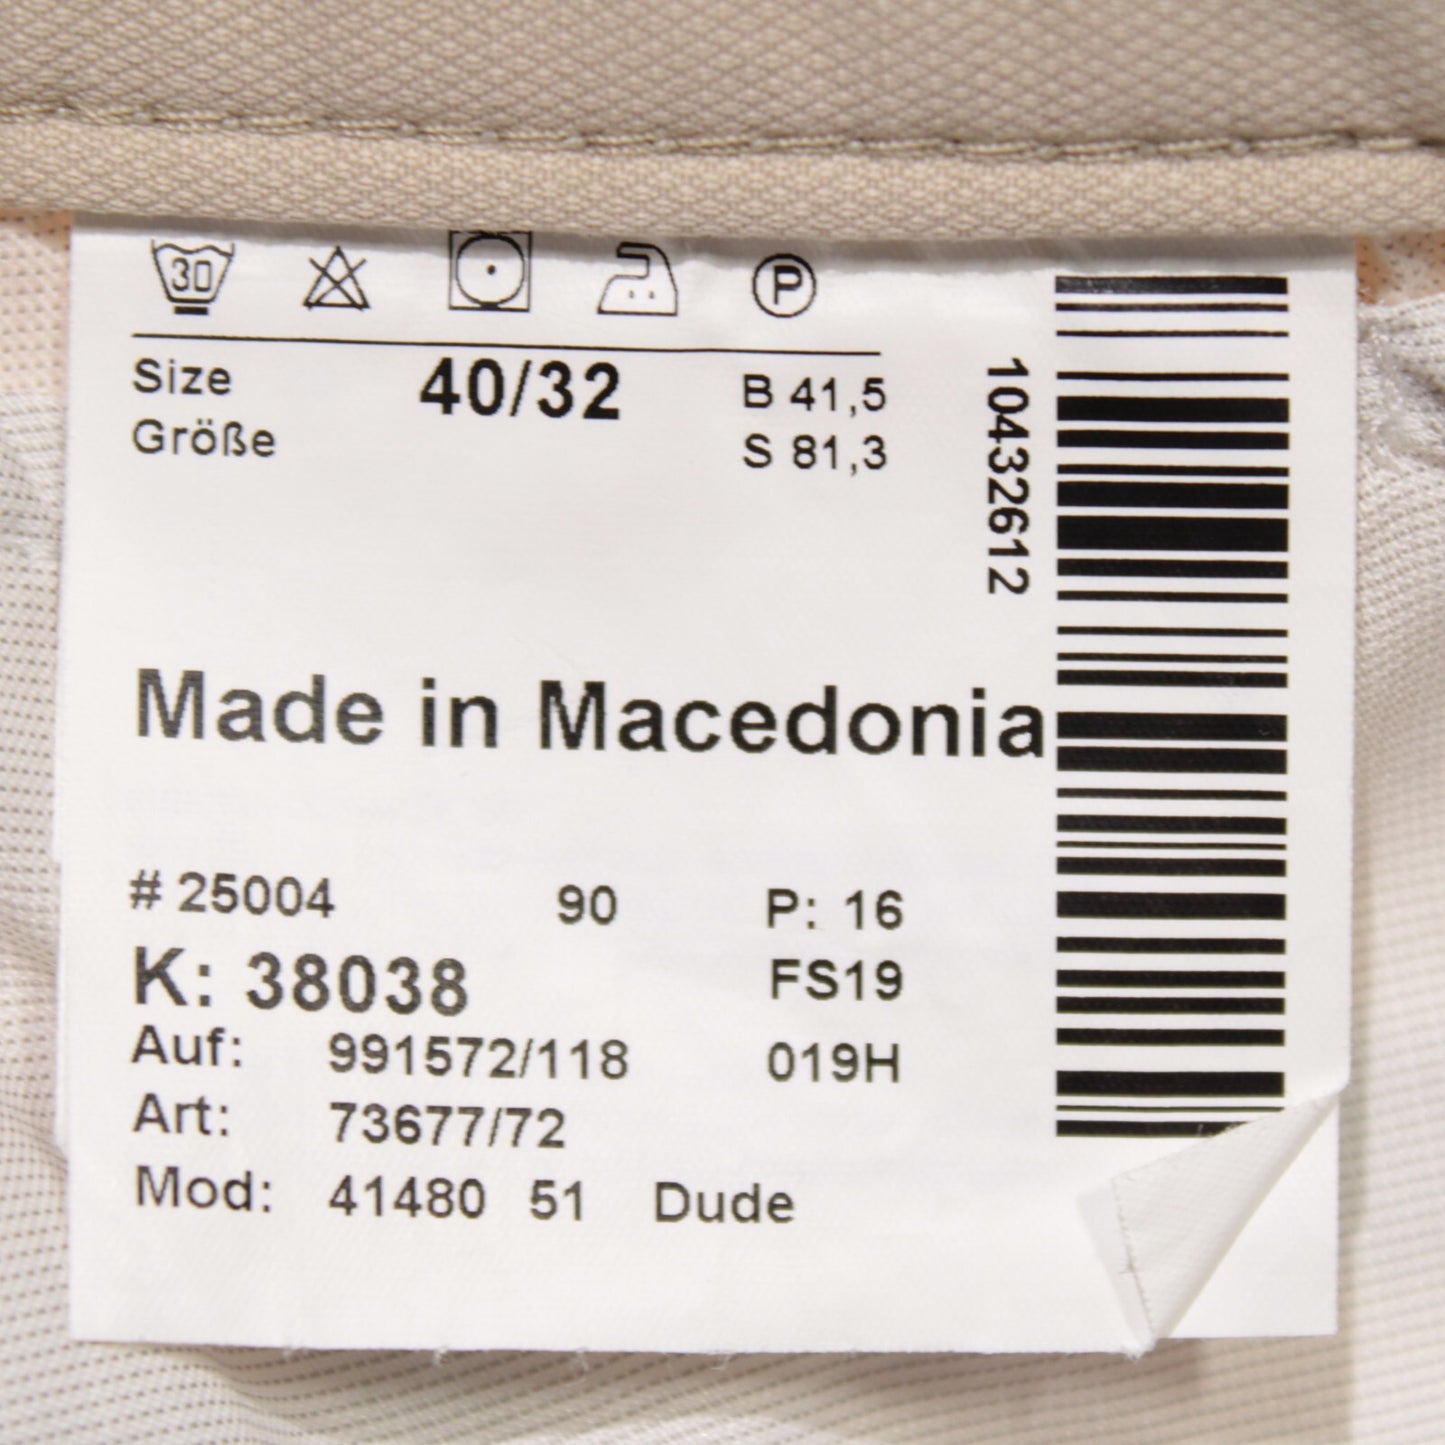 30 P
Size 40/32 B 41,5
Größe S 81,3
10432612
Made in Macedonia
# 25004 90 P: 16
K: 38038 FS19
Auf: 991572/118 019H
Art: 73677/72
Mod: 41480 51 Dude